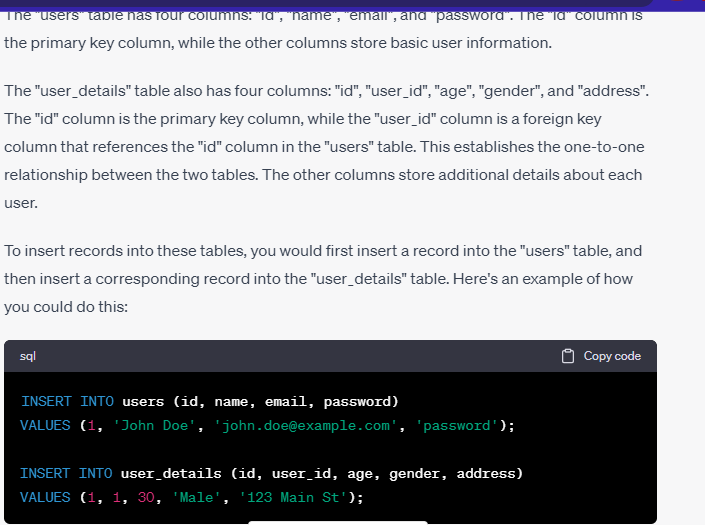 The "users" table has four columns: "id", "name", "email", and "password". The "id" column is
the primary key column, while the other columns store basic user information.
The "user_details" table also has four columns: "id", "user_id", "age", "gender", and "address".
The "id" column is the primary key column, while the "user_id" column is a foreign key
column that references the "id" column in the "users" table. This establishes the one-to-one
relationship between the two tables. The other columns store additional details about each
user.
To insert records into these tables, you would first insert a record into the "users" table, and
then insert a corresponding record into the "user_details" table. Here's an example of how
you could do this:
sql Copy code
INSERT INTO users (id, name, email, password)
VALUES (1, 'John Doe', 'john.doe@example.com', 'password');
INSERT INTO user_details (id, user_id, age, gender, address)
VALUES (1, 1, 30, 'Male', '123 Main St');